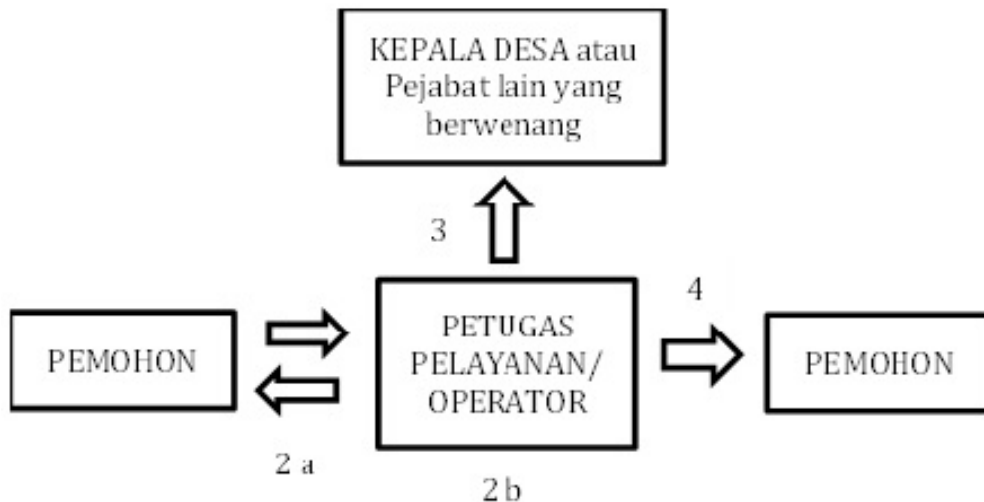 KEPALA DESA atau
Pejabat lain yang
berwenang
3
4
PEMOHON
PETUGAS
PELAYANAN/
OPERATOR
PEMOHON
2 a
2 b